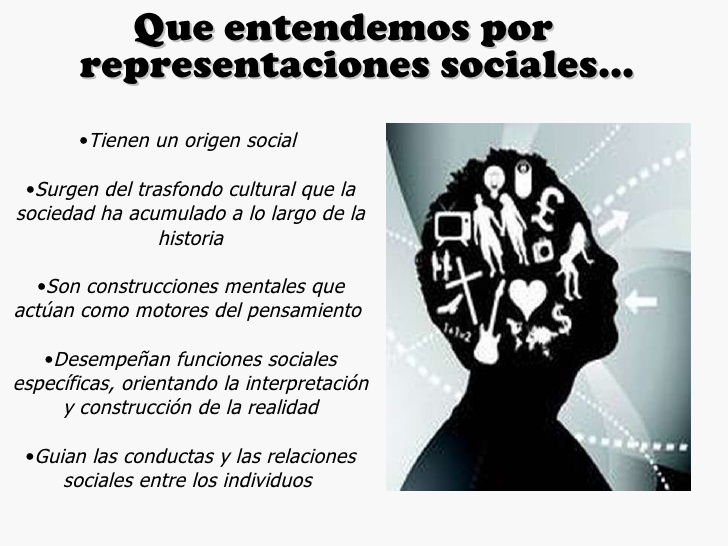 Que entendemos por
representaciones sociales...
•Tienen un origen social
•Surgen del trasfondo cultural que la
sociedad ha acumulado a lo largo de la
historia
•Son construcciones mentales que
actúan como motores del pensamiento
•Desempeñan funciones sociales
específicas, orientando la interpretación
y construcción de la realidad
•Guian las conductas y las relaciones
sociales entre los individuos
£
1+1=2
$